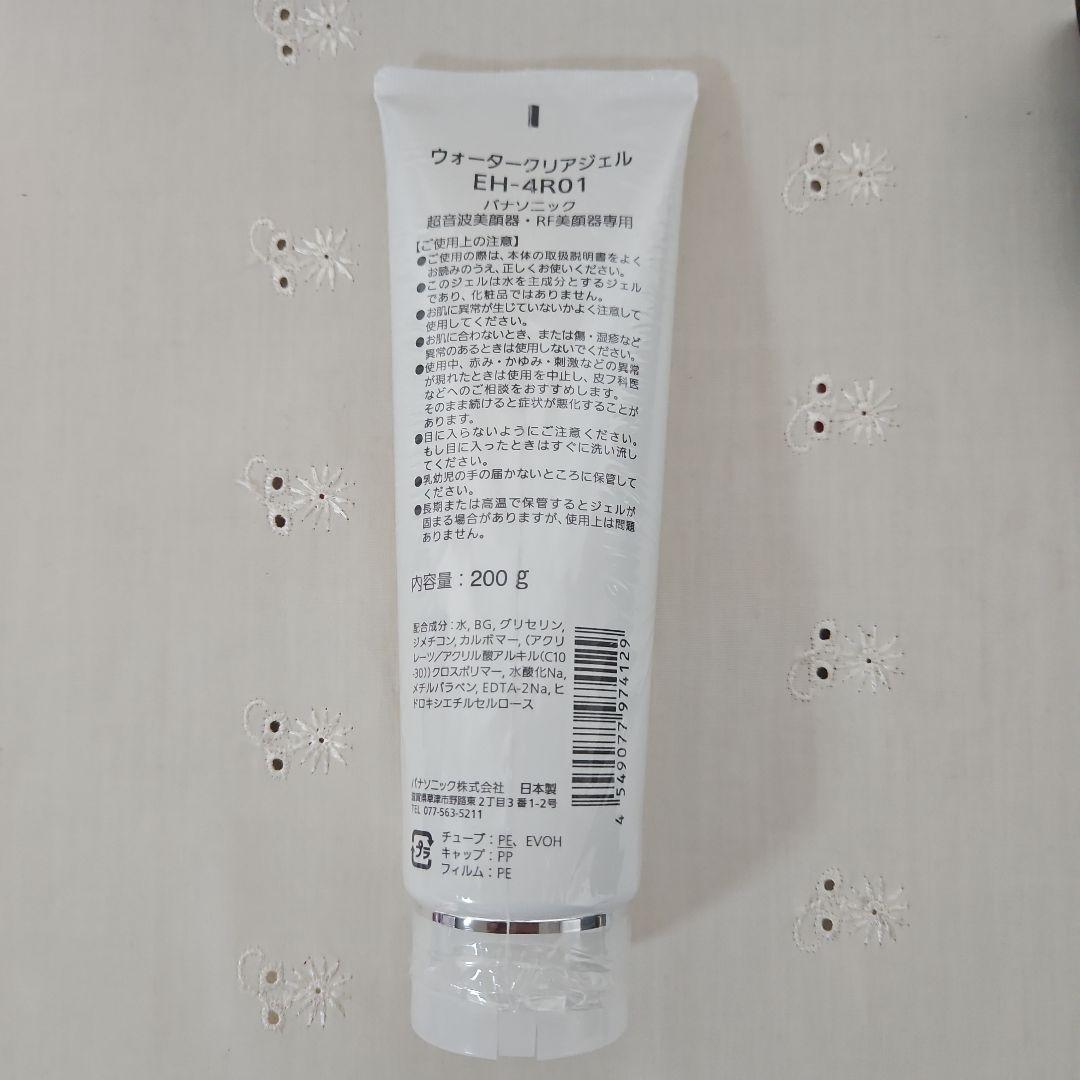 ウォータークリアジェル
EH-4R01
パナソニック
超音波美顔器・RF美顔器専用
【ご使用上の注意】
●ご使用の際は、本体の取扱説明書をよく
お読みのうえ、正しくお使いください。
●このジェルは水を主成分とするジェル
であり、化粧品ではありません。
●お肌に異常が生じていないかよく注意して
使用してください。
●お肌に合わないとき、または傷・湿疹など
異常のあるときは使用しないでください。
●使用中、赤み・かゆみ・刺激などの異常
が現れたときは使用を中止し、皮フ科医
などへのご相談をおすすめします。
そのまま続けると症状が悪化することが
あります。
●目に入らないようにご注意ください。
もし目に入ったときはすぐに洗い流し
てください。
●乳幼児の手の届かないところに保管して
ください。
●長期または高温で保管するとジェルが
固まる場合がありますが、使用上は問題
ありません。
内容量：200 g
配合成分：水, BG, グリセリン,
ジメチコン, カルボマー, (アクリ
レーツ/アクリル酸アルキル(C10
-30))クロスポリマー, 水酸化Na,
メチルパラベン, EDTA-2Na, ヒ
ドロキシエチルセルロース
4 549077 974129
パナソニック株式会社 日本製
滋賀県草津市野路東2丁目3番1-2号
TEL 077-563-5211
プラ
チューブ：PE、EVOH
キャップ：PP
フィルム：PE